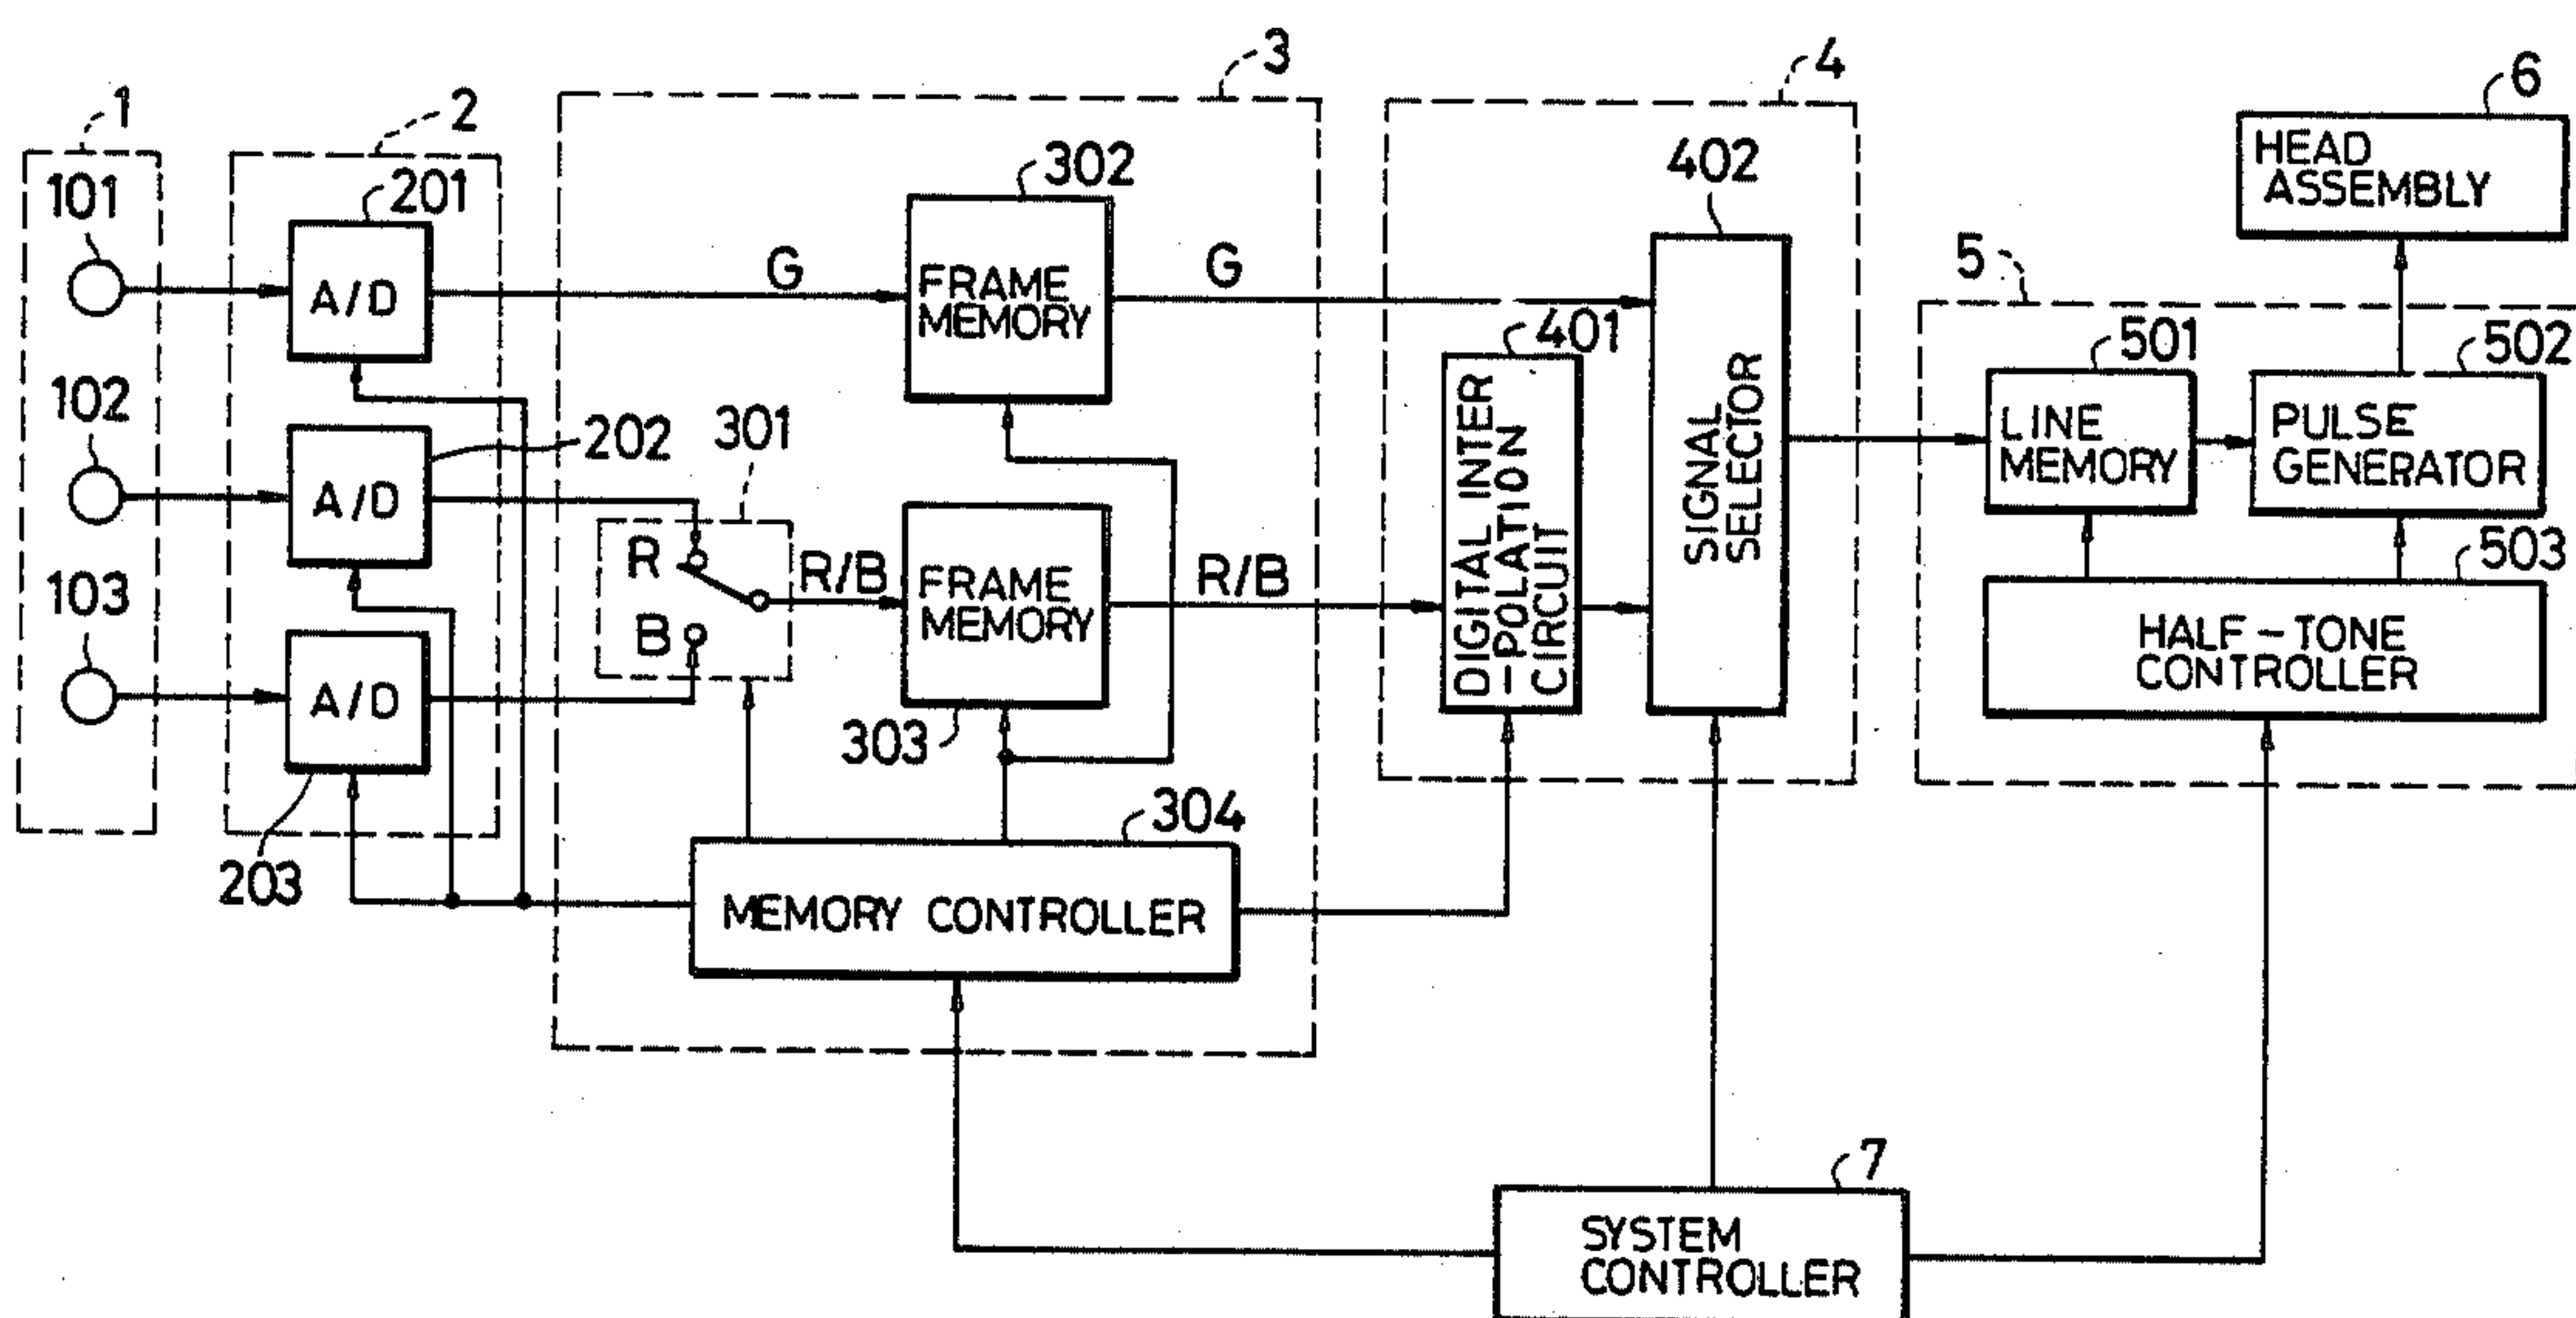 1
2
3
4
5
6
101
102
103
201
202
203
A/D
A/D
A/D
G
301
R
B
R/B
302
FRAME
MEMORY
FRAME
MEMORY
303
G
R/B
304
MEMORY CONTROLLER
401
DIGITAL INTER
-POLATION
CIRCUIT
402
SIGNAL
SELECTOR
HEAD
ASSEMBLY
501
LINE
MEMORY
502
PULSE
GENERATOR
503
HALF-TONE
CONTROLLER
7
SYSTEM
CONTROLLER